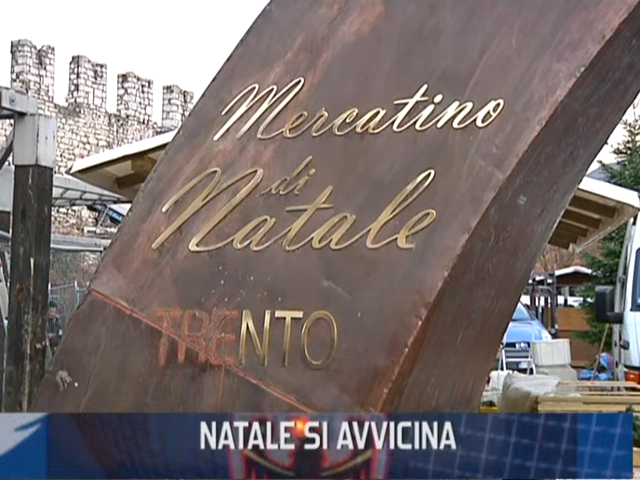 Mercatino
di
Natale
TRENTO
NATALE SI AVVICINA